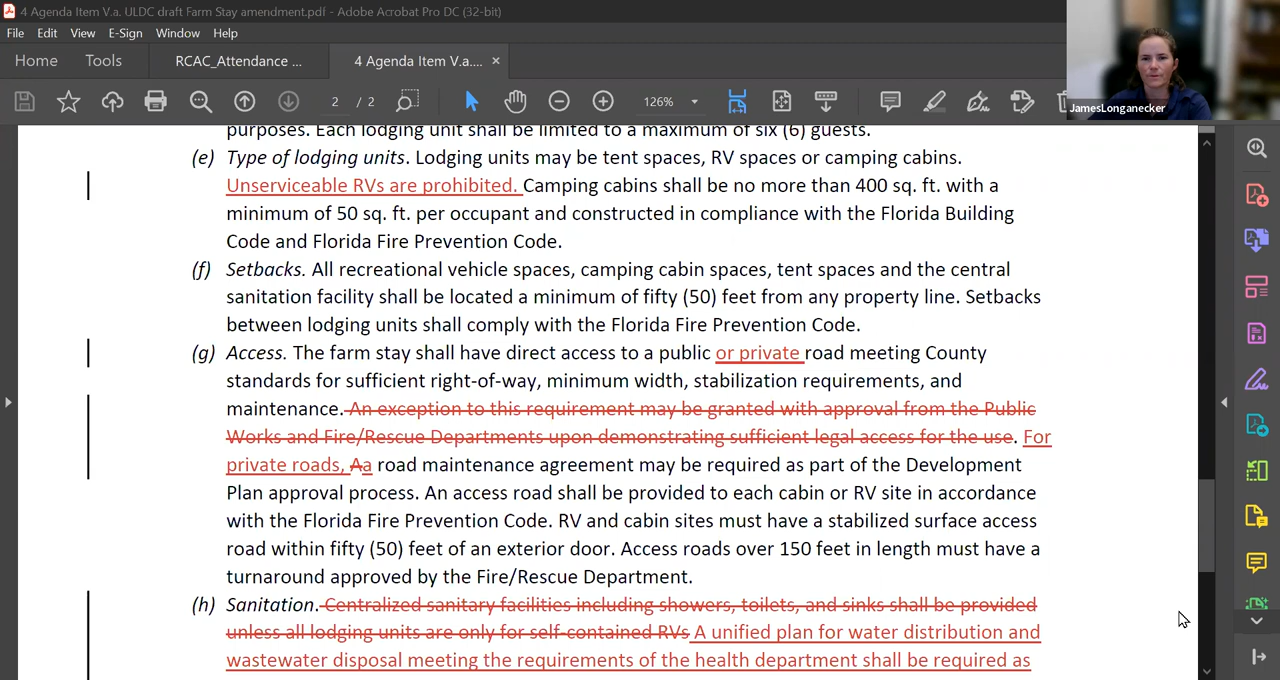 4 Agenda Item V.a. ULDC draft Farm Stay amendment.pdf - Adobe Acrobat Pro DC (32-bit)
File Edit View E-Sign Window Help
Home Tools RCAC_Attendance ... 4 Agenda Item V.a.... ×
2 / 2 126%
JamesLonganecker
purposes. Each lodging unit shall be limited to a maximum of six (6) guests.
(e) Type of lodging units. Lodging units may be tent spaces, RV spaces or camping cabins.
Unserviceable RVs are prohibited. Camping cabins shall be no more than 400 sq. ft. with a
minimum of 50 sq. ft. per occupant and constructed in compliance with the Florida Building
Code and Florida Fire Prevention Code.
(f) Setbacks. All recreational vehicle spaces, camping cabin spaces, tent spaces and the central
sanitation facility shall be located a minimum of fifty (50) feet from any property line. Setbacks
between lodging units shall comply with the Florida Fire Prevention Code.
(g) Access. The farm stay shall have direct access to a public or private road meeting County
standards for sufficient right-of-way, minimum width, stabilization requirements, and
maintenance. An exception to this requirement may be granted with approval from the Public
Works and Fire/Rescue Departments upon demonstrating sufficient legal access for the use. For
private roads, Aa road maintenance agreement may be required as part of the Development
Plan approval process. An access road shall be provided to each cabin or RV site in accordance
with the Florida Fire Prevention Code. RV and cabin sites must have a stabilized surface access
road within fifty (50) feet of an exterior door. Access roads over 150 feet in length must have a
turnaround approved by the Fire/Rescue Department.
(h) Sanitation. Centralized sanitary facilities including showers, toilets, and sinks shall be provided
unless all lodging units are only for self-contained RVs A unified plan for water distribution and
wastewater disposal meeting the requirements of the health department shall be required as